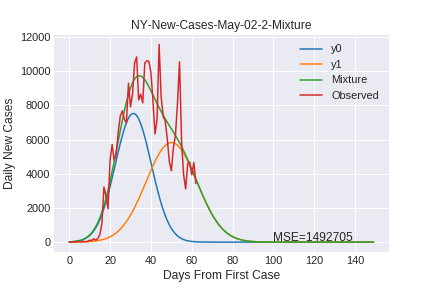 NY-New-Cases-May-02-2-Mixture
12000
10000
8000
6000
4000
2000
0
Daily New Cases
y0
y1
Mixture
Observed
MSE=1492705
0 20 40 60 80 100 120 140
Days From First Case